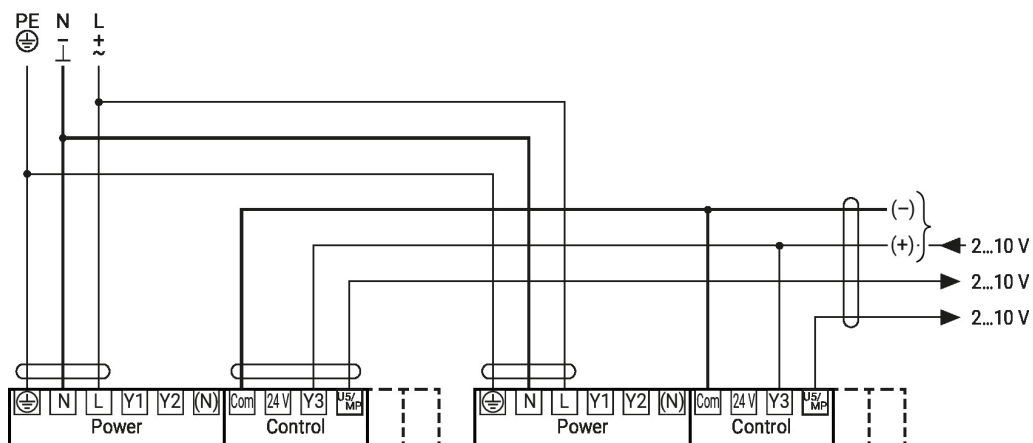 PE N L
- +
⊥ ~
(−)
(+) 2...10 V
2...10 V
2...10 V
N L Y1 Y2 (N) Com 24 V Y3 U5/MP N L Y1 Y2 (N) Com 24 V Y3 U5/MP
Power Control Power Control